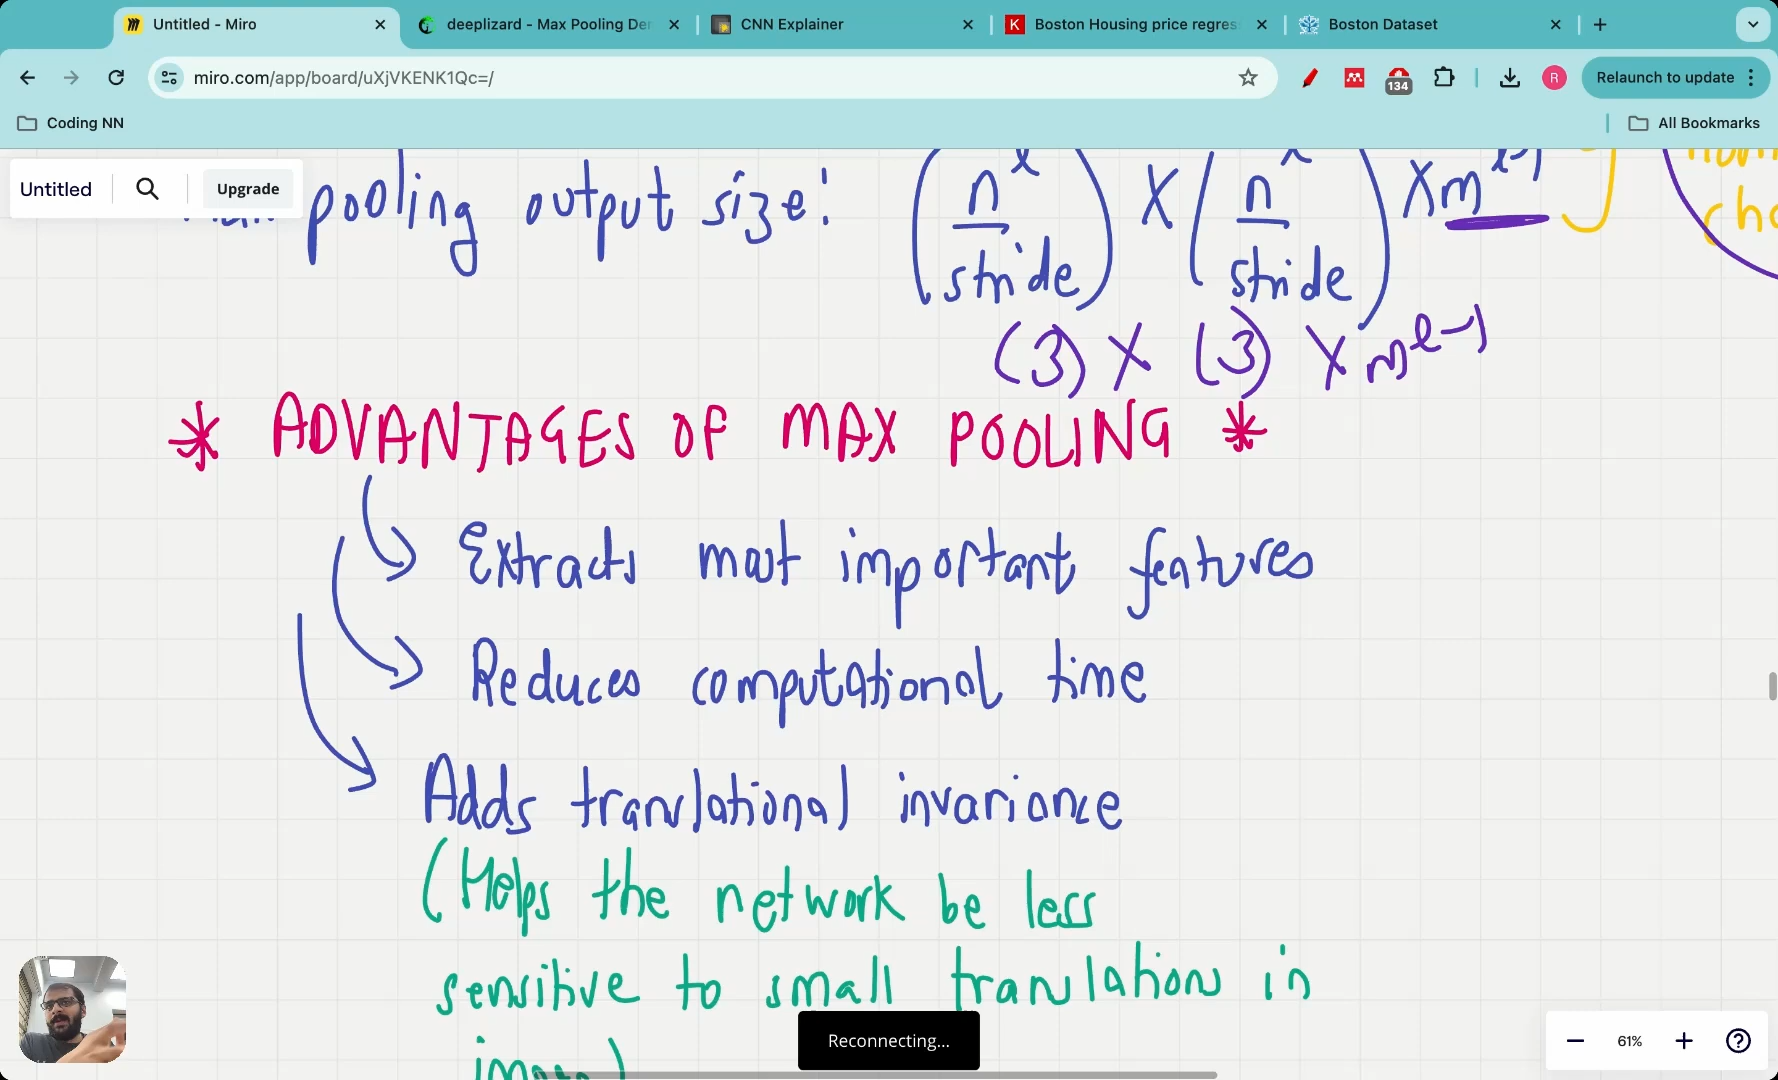 Untitled - Miro
deeplizard - Max Pooling De
CNN Explainer
Boston Housing price regres
Boston Dataset
miro.com/app/board/uXjVKENK1Qc=/
134
R
Relaunch to update
Coding NN
All Bookmarks
Untitled
Upgrade
pooling output size: (n^l / stride) X (n / stride) X m^l-1
(3) X (3) X m^l-1
* ADVANTAGES OF MAX POOLING *
Extracts most important features
Reduces computational time
Adds translational invariance
(Helps the network be less
sensitive to small translations in
Reconnecting...
61%